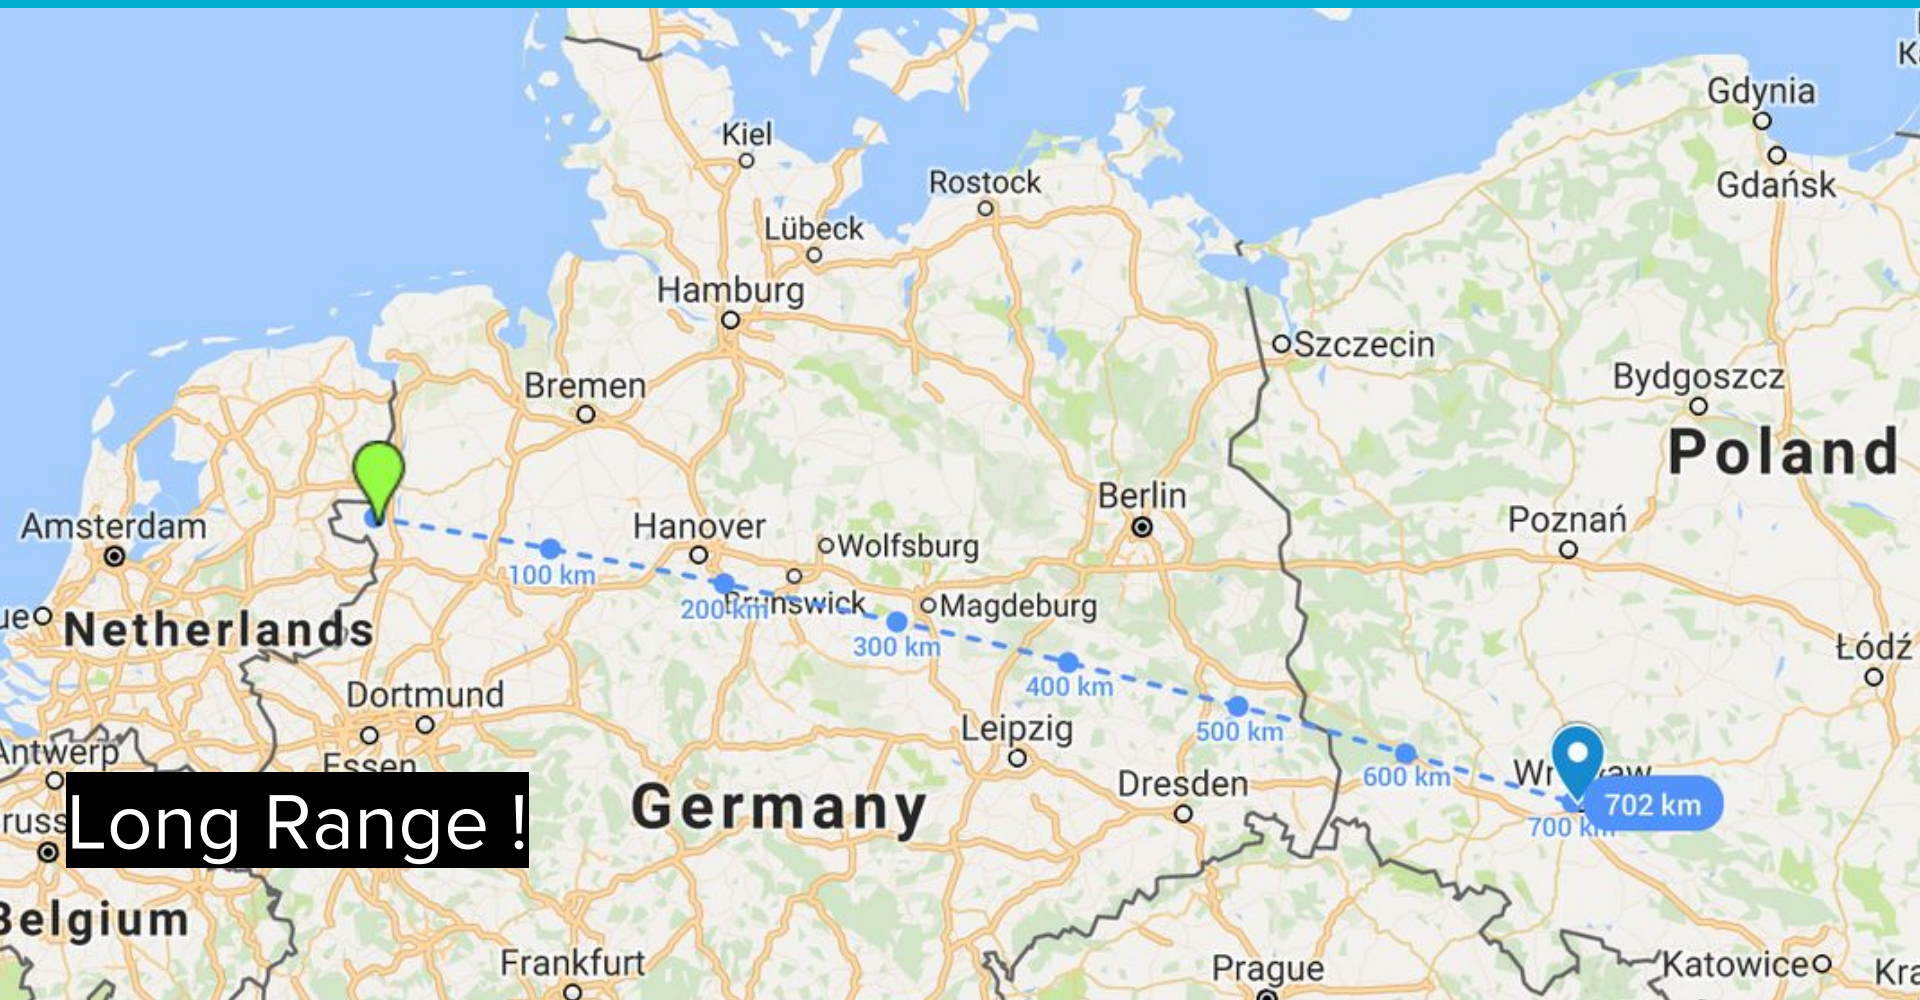 Gdynia
Gdańsk
Kiel
Rostock
Lübeck
Hamburg
Szczecin
Bremen
Bydgoszcz
Poland
Amsterdam
Hanover
Wolfsburg
Berlin
Poznań
100 km
200 km
Brunswick
Magdeburg
300 km
Netherlands
Łódź
400 km
Dortmund
500 km
Leipzig
Antwerp
Essen
600 km
Dresden
702 km
700 km
Long Range !
Germany
Belgium
Frankfurt
Prague
Katowice